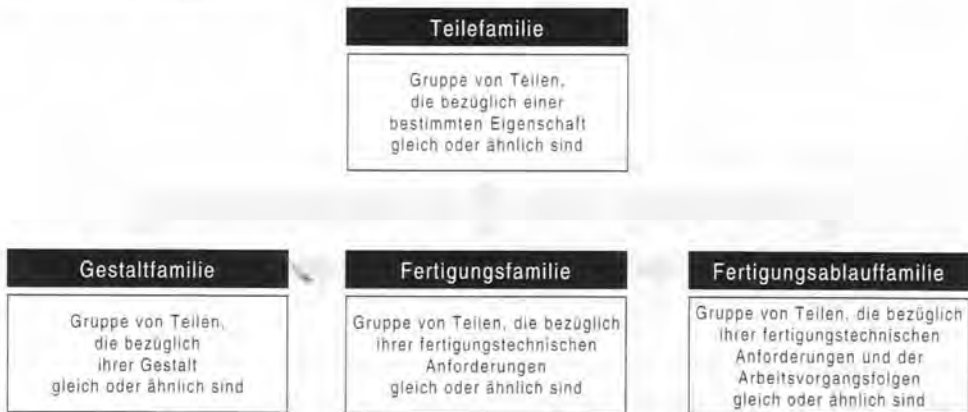 Teilefamilie
Gruppe von Teilen,
die bezüglich einer
bestimmten Eigenschaft
gleich oder ähnlich sind
Gestaltfamilie
Gruppe von Teilen,
die bezüglich
ihrer Gestalt
gleich oder ähnlich sind
Fertigungsfamilie
Gruppe von Teilen, die bezüglich
ihrer fertigungstechnischen
Anforderungen
gleich oder ähnlich sind
Fertigungsablauffamilie
Gruppe von Teilen, die bezüglich
ihrer fertigungstechnischen
Anforderungen und der
Arbeitsvorgangsfolgen
gleich oder ähnlich sind